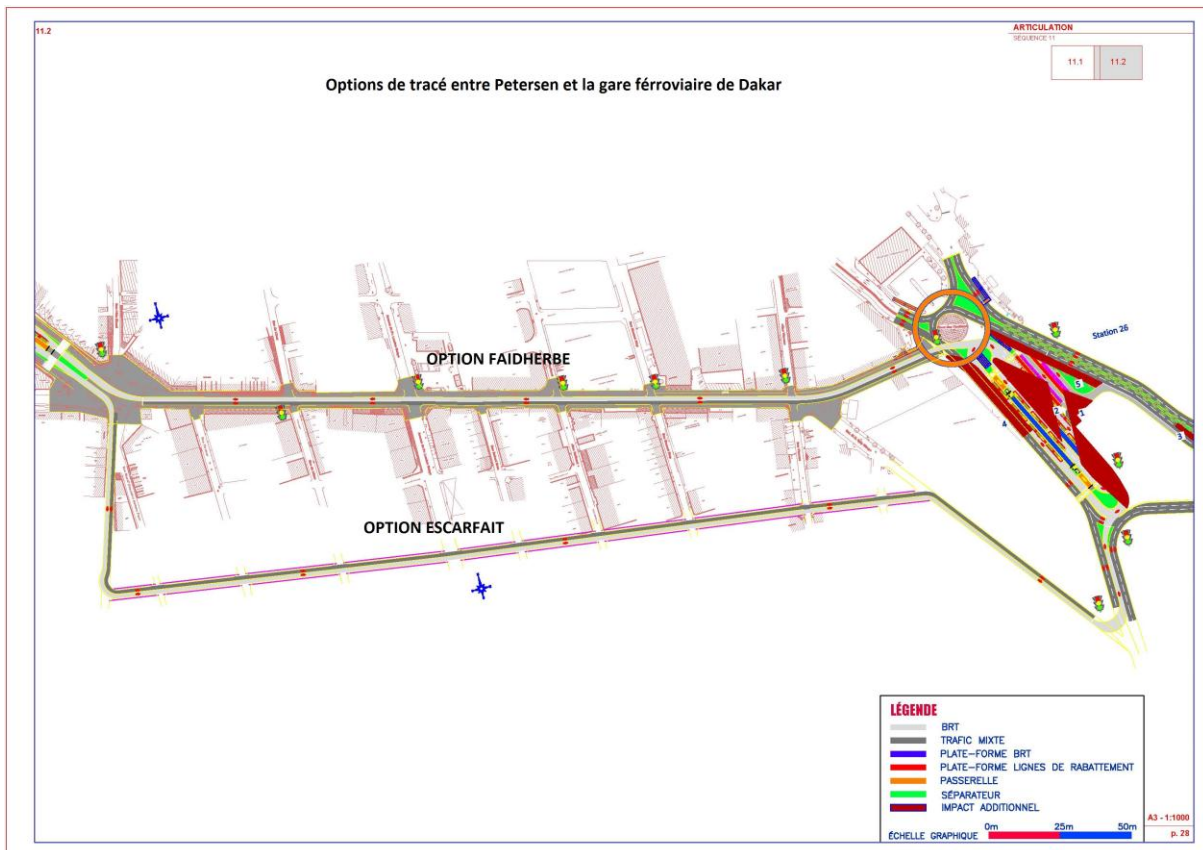 11.2
ARTICULATION
SÉQUENCE 11
11.1
11.2
Options de tracé entre Petersen et la gare férroviaire de Dakar
Station 26
OPTION FAIDHERBE
5
2
1
4
3
OPTION ESCARFAIT
LÉGENDE
BRT
TRAFIC MIXTE
PLATE-FORME BRT
PLATE-FORME LIGNES DE RABATTEMENT
PASSERELLE
SÉPARATEUR
IMPACT ADDITIONNEL
ÉCHELLE GRAPHIQUE 0m 25m 50m
A3 - 1:1000
p. 28